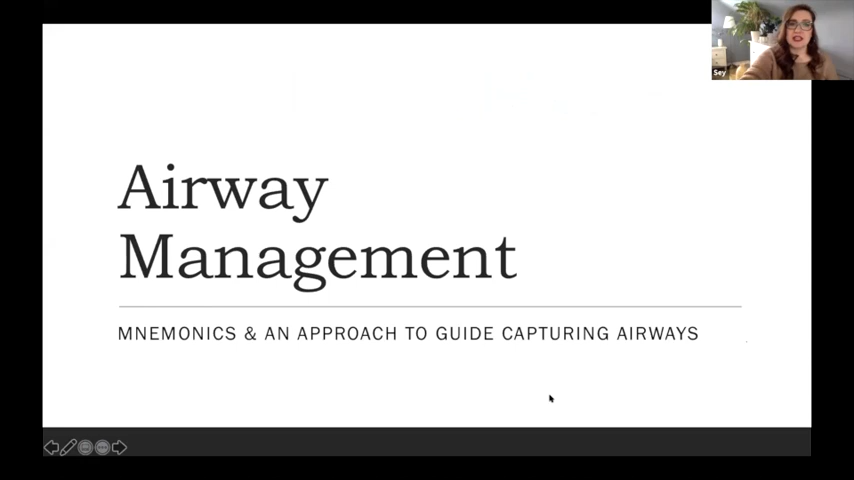 Sey
Airway
Management
MNEMONICS & AN APPROACH TO GUIDE CAPTURING AIRWAYS